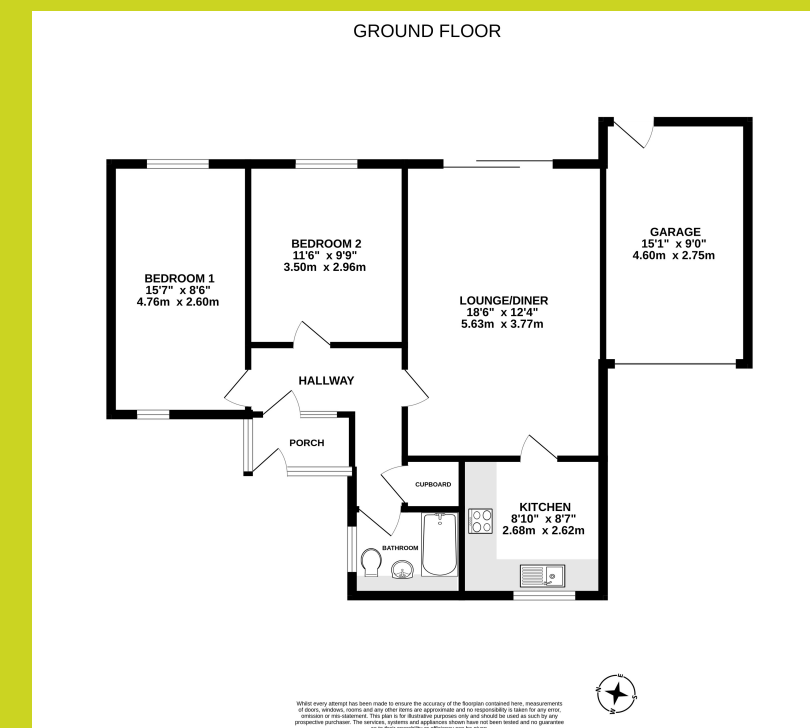 GROUND FLOOR
GARAGE
15'1" x 9'0"
4.60m x 2.75m
BEDROOM 2
11'6" x 9'9"
3.50m x 2.96m
BEDROOM 1
15'7" x 8'6"
4.76m x 2.60m
LOUNGE/DINER
18'6" x 12'4"
5.63m x 3.77m
HALLWAY
PORCH
CUPBOARD
KITCHEN
8'10" x 8'7"
2.68m x 2.62m
BATHROOM
N E S W
Whilst every attempt has been made to ensure the accuracy of the floorplan contained here, measurements
of doors, windows, rooms and any other items are approximate and no responsibility is taken for any error,
omission or mis-statement. This plan is for illustrative purposes only and should be used as such by any
prospective purchaser. The services, systems and appliances shown have not been tested and no guarantee